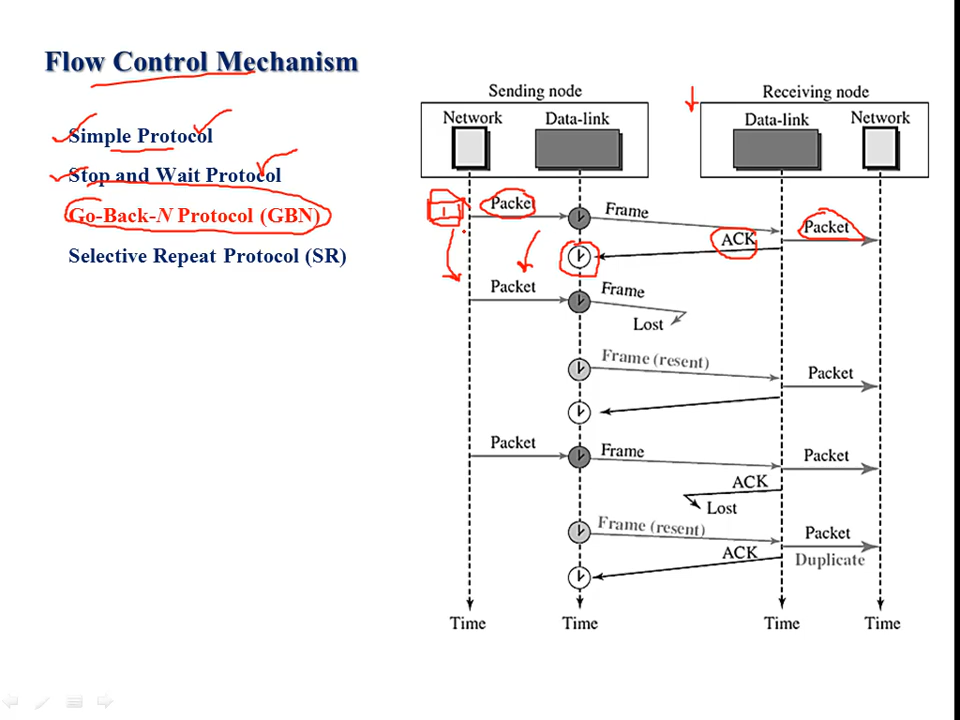 Flow Control Mechanism
Simple Protocol
Stop and Wait Protocol
Go-Back-N Protocol (GBN)
Selective Repeat Protocol (SR)
Sending node
Receiving node
Network
Data-link
Data-link
Network
1
Packet
Frame
ACK
Packet
Packet
Frame
Lost
Frame (resent)
Packet
Packet
Frame
Packet
ACK
Lost
Frame (resent)
Packet
ACK
Duplicate
Time
Time
Time
Time